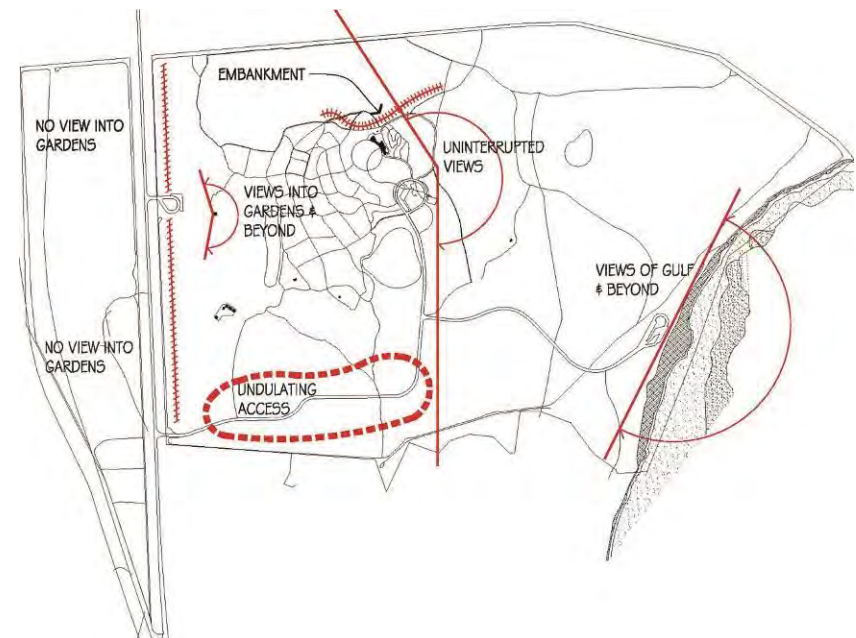 EMBANKMENT
NO VIEW INTO
GARDENS
UNINTERRUPTED
VIEWS
VIEWS INTO
GARDENS &
BEYOND
VIEWS OF GULF
& BEYOND
NO VIEW INTO
GARDENS
UNDULATING
ACCESS